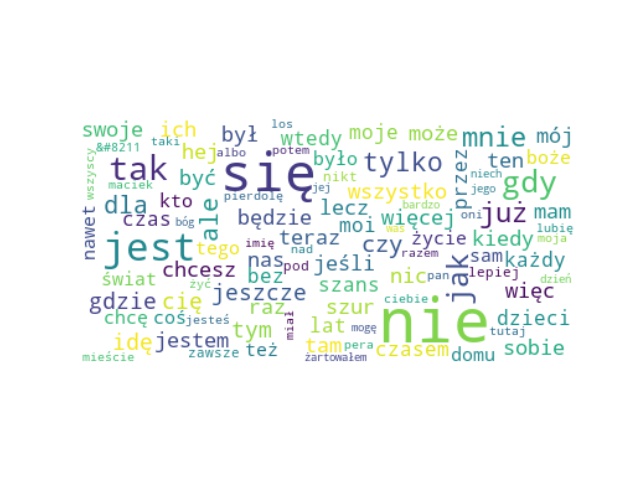 swoje
ich
był
los
wtedy
moje
może
mnie
mój
&#8211
taki
hej
albo
potem
było
tylko
przez
ten
boże
wszyscy
maciek
tak
się
nikt
gdy
niech
być
jej
wszystko
jego
dla
kto
ale
pierdolę
lecz
bardzo
więcej
oni
już
mam
nawet
czas
bóg
będzie
moi
was
lubię
jest
tego
imię
teraz
czy
życie
kiedy
moja
chcesz
nas
nad
razem
sam
każdy
świat
żyć
bez
pod
jeśli
nic
pan
jak
lepiej
dzień
gdzie
cię
jeszcze
szans
ciebie
więc
chcę
coś
jesteś
raz
szur
nie
dzieci
idę
jestem
tym
miał
lat
mogę
tutaj
mieście
zawsze
też
tam
pera
czasem
domu
sobie
żartowałem